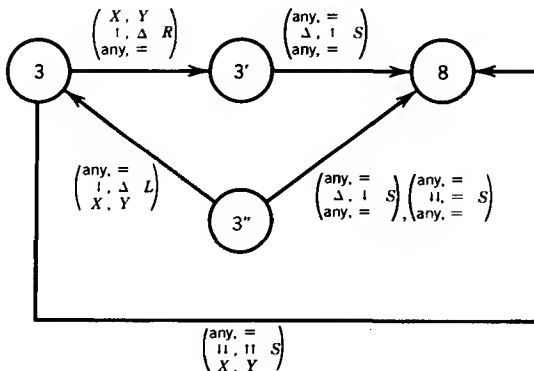 X, Y
↑, Δ R
any, =
any, =
Δ, ↑ S
any, =
3
3′
8
any, =
↓, Δ L
X, Y
3″
any, =
Δ, ↓ S
any, =
,
any, =
↓↓, = S
any, =
any, =
↓↓, ↑↑ S
X, Y